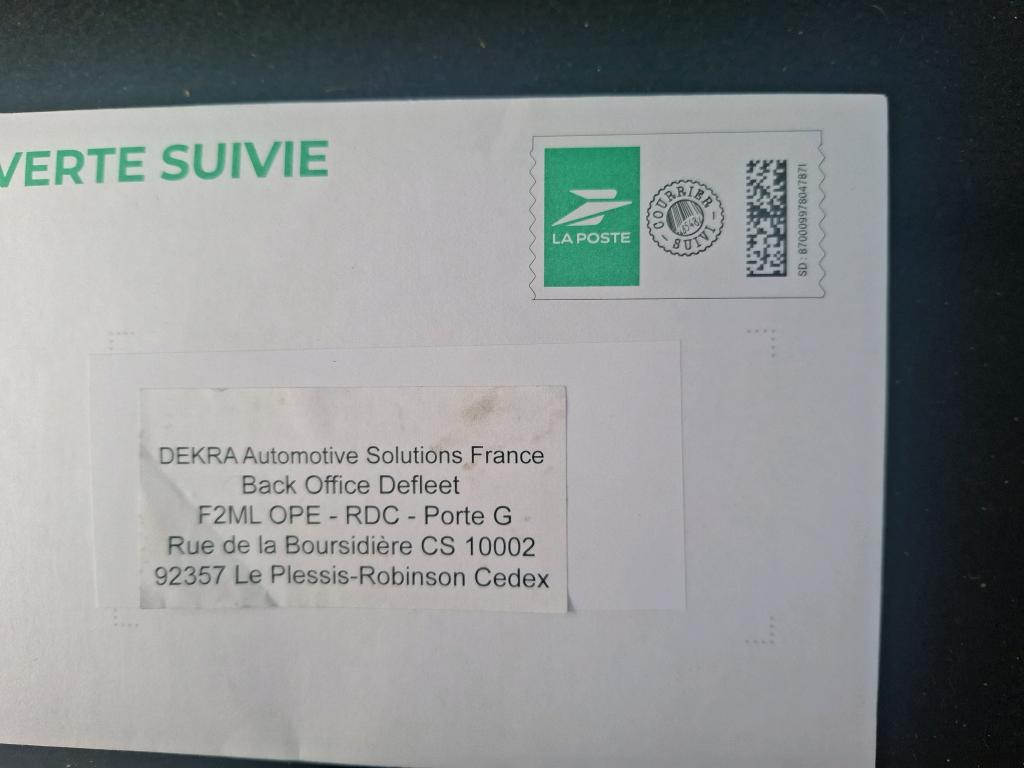 VERTE SUIVIE
LA POSTE
COURRIER
SUIVI
SD : 87000997804787I
DEKRA Automotive Solutions France
Back Office Defleet
F2ML OPE - RDC - Porte G
Rue de la Boursidière CS 10002
92357 Le Plessis-Robinson Cedex